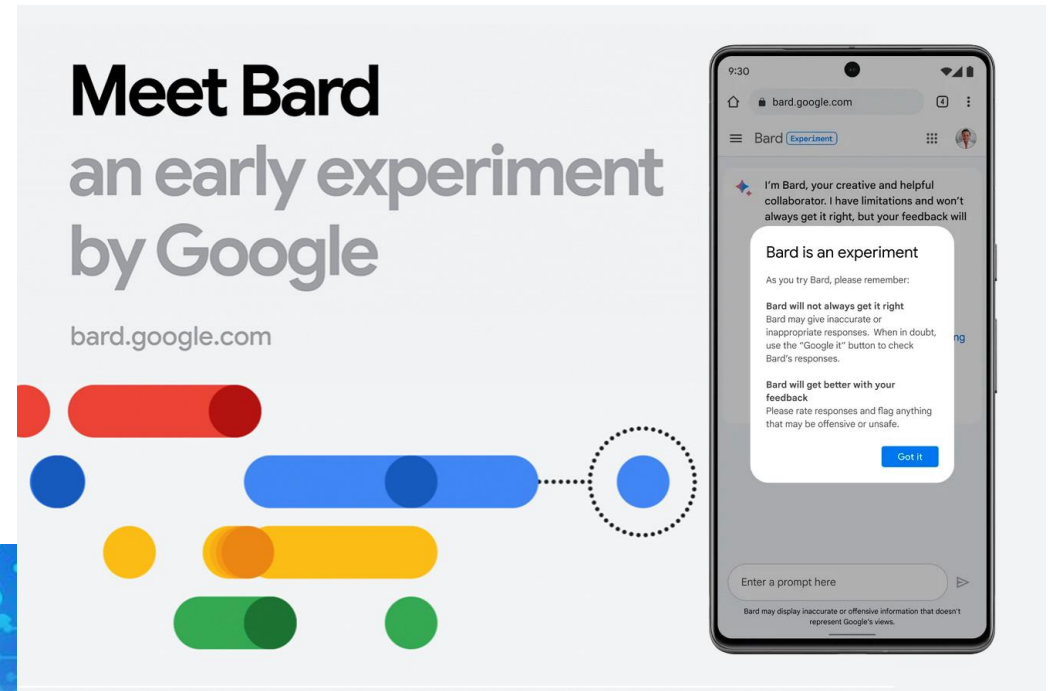 Meet Bard
an early experiment
by Google
bard.google.com
9:30
bard.google.com
4
Bard Experiment
I'm Bard, your creative and helpful
collaborator. I have limitations and won't
always get it right, but your feedback will
Bard is an experiment
As you try Bard, please remember:
Bard will not always get it right
Bard may give inaccurate or
inappropriate responses. When in doubt,
use the "Google it" button to check
Bard's responses.
ng
Bard will get better with your
feedback
Please rate responses and flag anything
that may be offensive or unsafe.
Got it
Enter a prompt here
Bard may display inaccurate or offensive information that doesn't
represent Google's views.